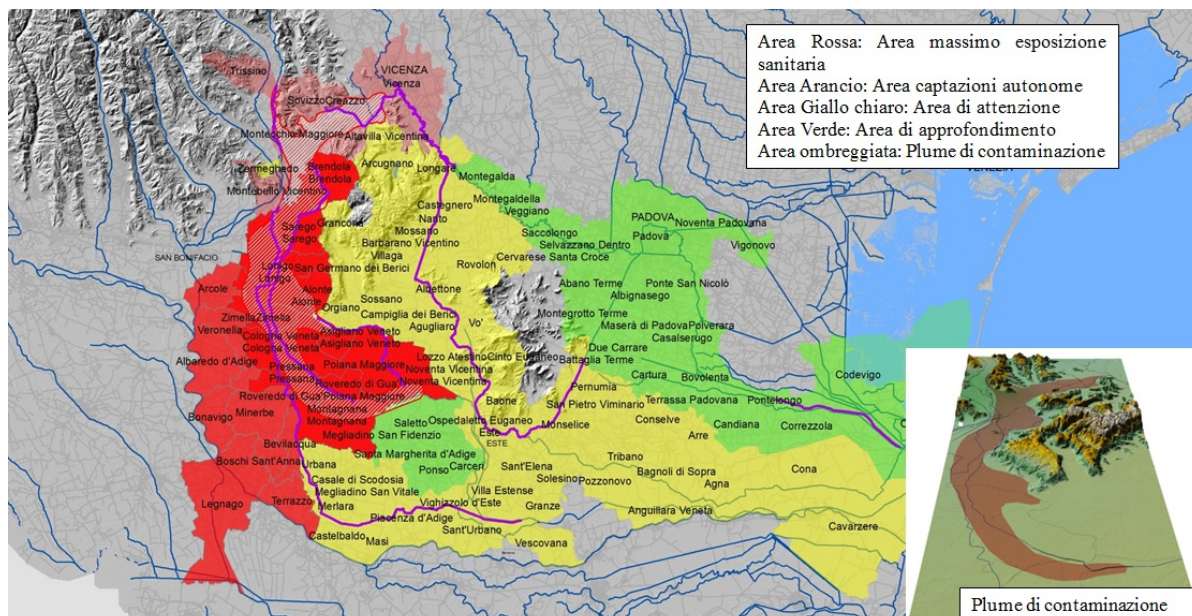 Area Rossa: Area massimo esposizione
sanitaria
Area Arancio: Area captazioni autonome
Area Giallo chiaro: Area di attenzione
Area Verde: Area di approfondimento
Area ombreggiata: Plume di contaminazione
VENEZIA
Trissino
VICENZA
Vicenza
Sovizzo
Creazzo
Montecchio Maggiore
Altavilla Vicentina
Zermeghedo
Brendola
Brendola
Arcugnano
Longare
Montebello Vicentino
Montegalda
Montegaldella
Veggiano
Castegnero
Nanto
Mossano
Grancona
Sarego
Sarego
Barbarano Vicentino
Villaga
PADOVA
Noventa Padovana
Padova
Vigonovo
Saccolongo
Selvazzano Dentro
Cervarese Santa Croce
Rovolon
SAN BONIFACIO
Lonigo
Lonigo
San Germano dei Berici
Albettone
Abano Terme
Ponte San Nicolò
Albignasego
Arcole
Alonte
Alonte
Orgiano
Sossano
Campiglia dei Berici
Agugliaro
Vo'
Montegrotto Terme
Maserà di Padova
Polverara
Casalserugo
Zimella
Zimella
Veronella
Cologna Veneta
Cologna Veneta
Asigliano Veneto
Asigliano Veneto
Albaredo d'Adige
Lozzo Atestino
Cinto Euganeo
Due Carrare
Battaglia Terme
Pressana
Pressana
Poiana Maggiore
Noventa Vicentina
Noventa Vicentina
Cartura
Bovolenta
Codevigo
Roveredo di Gua
Roveredo di Gua
Poiana Maggiore
Pernumia
Terrassa Padovana
Pontelongo
Bonavigo
Minerbe
Montagnana
Montagnana
Baone
San Pietro Viminario
Saletto
Ospedaletto Euganeo
Monselice
Conselve
Candiana
Correzzola
Megliadino San Fidenzio
Este
ESTE
Arre
Bevilacqua
Santa Margherita d'Adige
Tribano
Boschi Sant'Anna
Urbana
Ponso
Carceri
Sant'Elena
Bagnoli di Sopra
Cona
Casale di Scodosia
Solesino
Pozzonovo
Agna
Megliadino San Vitale
Villa Estense
Legnago
Terrazzo
Merlara
Vighizzolo d'Este
Granze
Anguillara Veneta
Piacenza d'Adige
Sant'Urbano
Cavarzere
Castelbaldo
Masi
Vescovana
Plume di contaminazione